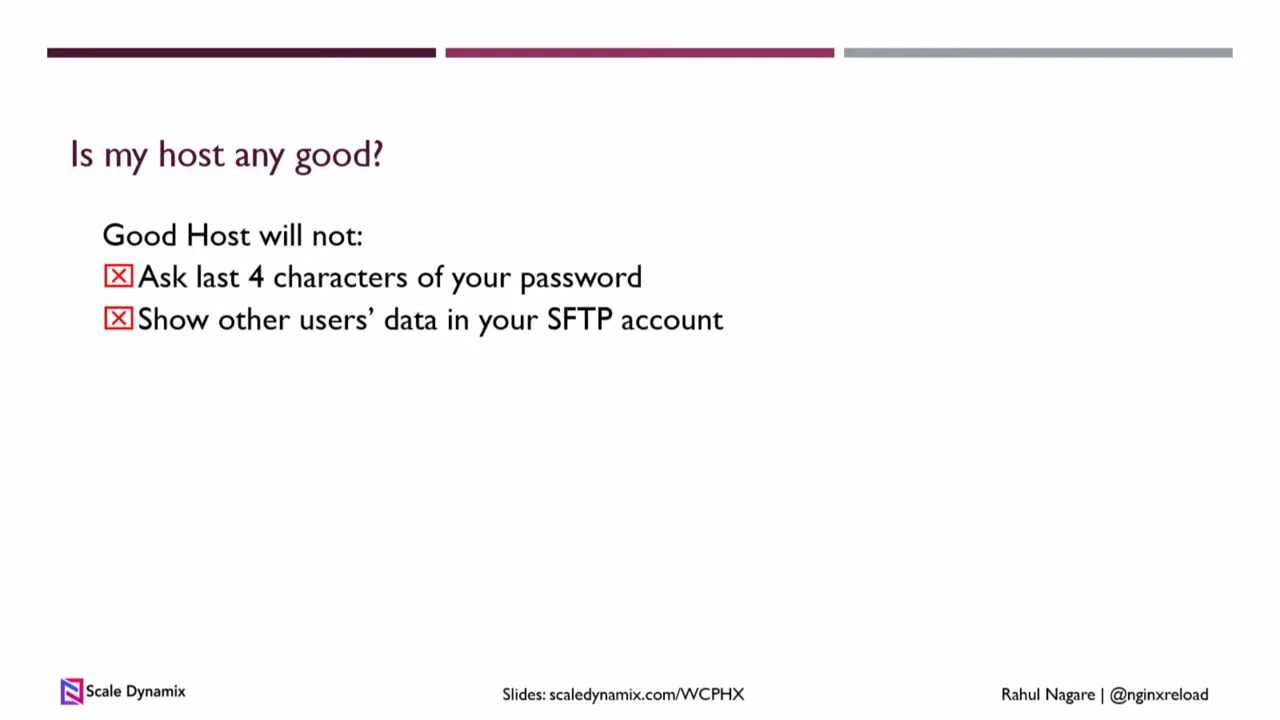 Is my host any good?
Good Host will not:
☒ Ask last 4 characters of your password
☒ Show other users’ data in your SFTP account
Scale Dynamix
Slides: scaledynamix.com/WCPHX
Rahul Nagare | @nginxreload